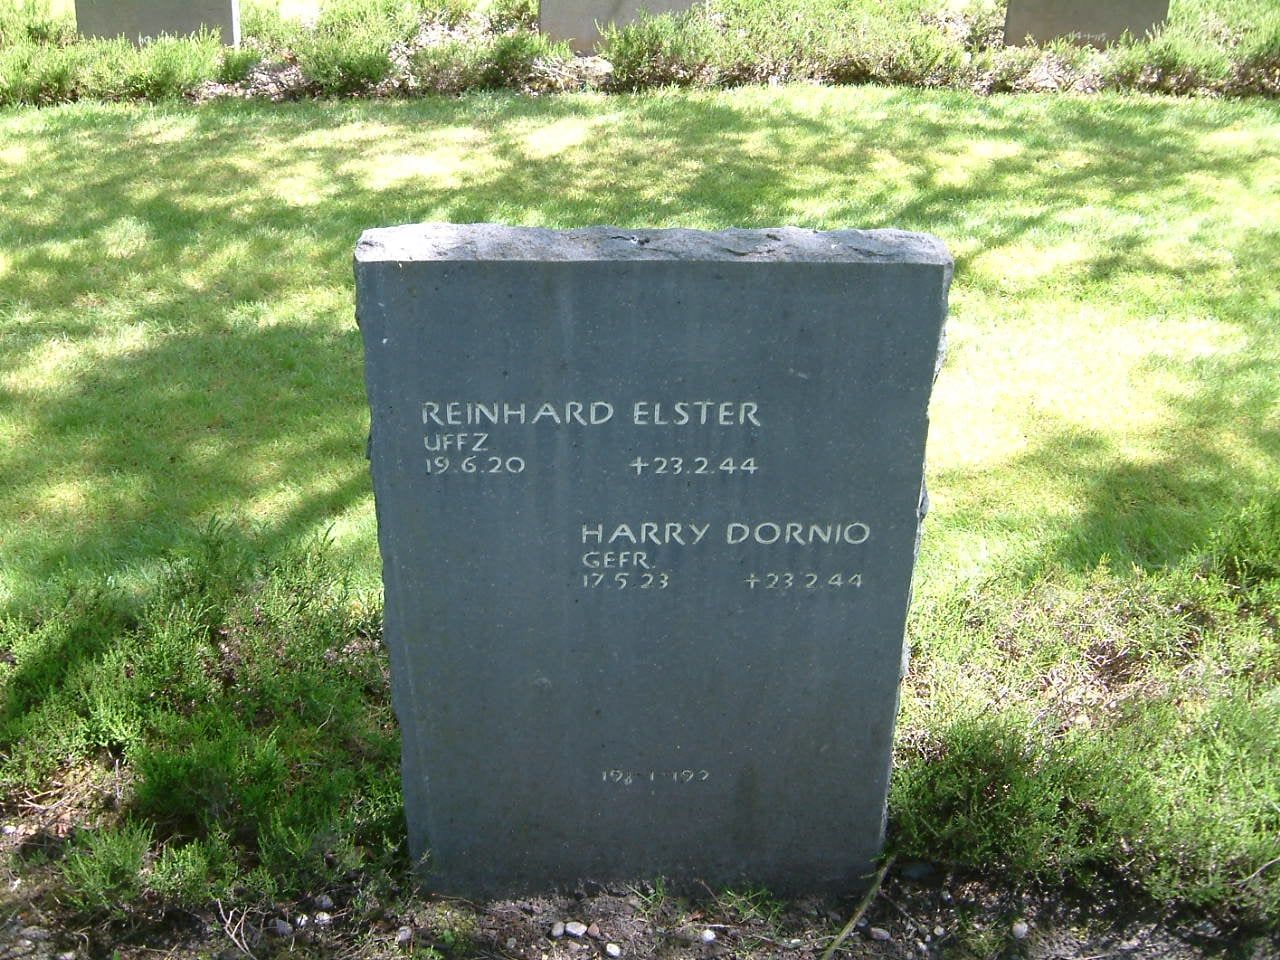 REINHARD ELSTER
UFFZ
19.6.20 +23.2.44
HARRY DORNIO
GEFR.
17.5.23 +23 2 44